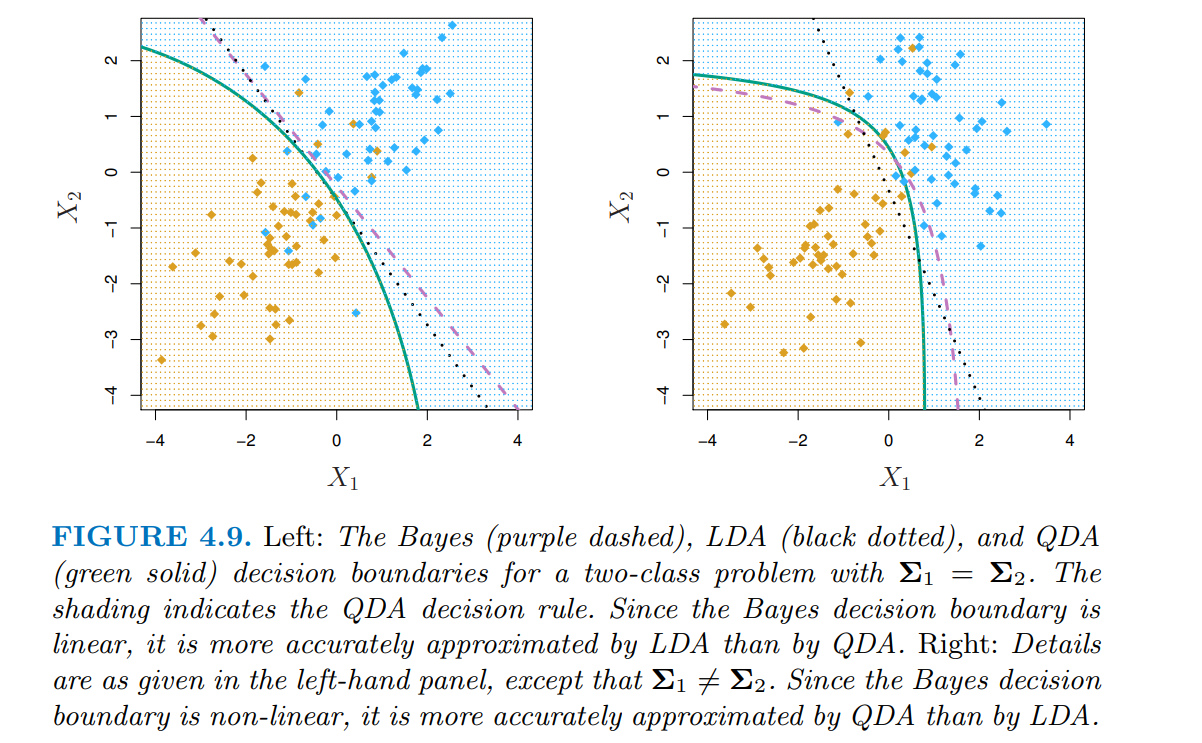 2
1
0
−1
−2
−3
−4
X₂
−4 −2 0 2 4
X₁
2
1
0
−1
−2
−3
−4
X₂
−4 −2 0 2 4
X₁
FIGURE 4.9. Left: The Bayes (purple dashed), LDA (black dotted), and QDA
(green solid) decision boundaries for a two-class problem with Σ₁ = Σ₂. The
shading indicates the QDA decision rule. Since the Bayes decision boundary is
linear, it is more accurately approximated by LDA than by QDA. Right: Details
are as given in the left-hand panel, except that Σ₁ ≠ Σ₂. Since the Bayes decision
boundary is non-linear, it is more accurately approximated by QDA than by LDA.